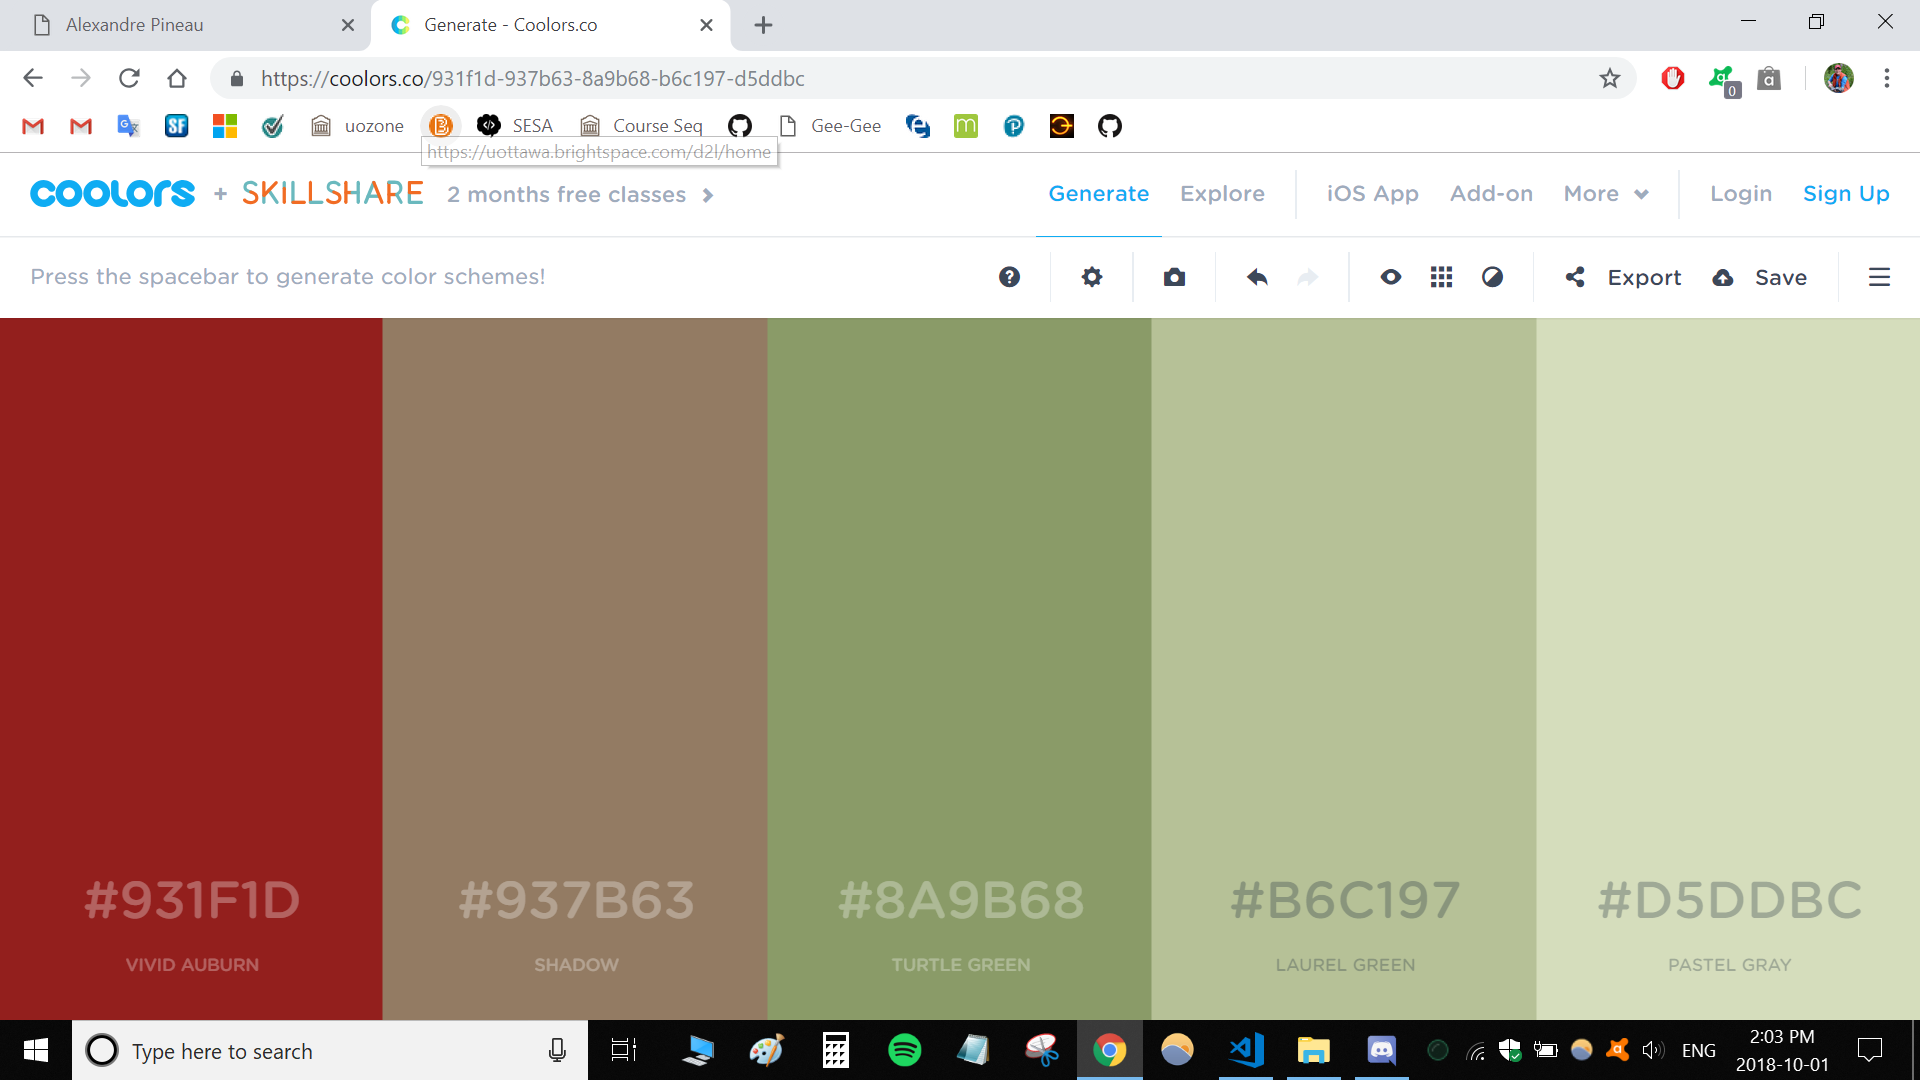 Alexandre Pineau
Generate - Coolors.co
https://coolors.co/931f1d-937b63-8a9b68-b6c197-d5ddbc
0
a
SF
uozone
B
SESA
Course Seq
Gee-Gee
m
https://uottawa.brightspace.com/d2l/home
COOLORS + SKILLSHARE 2 months free classes
Generate Explore iOS App Add-on More Login Sign Up
Press the spacebar to generate color schemes!
Export Save
#931F1D
VIVID AUBURN
#937B63
SHADOW
#8A9B68
TURTLE GREEN
#B6C197
LAUREL GREEN
#D5DDBC
PASTEL GRAY
Type here to search
ENG
2:03 PM
2018-10-01